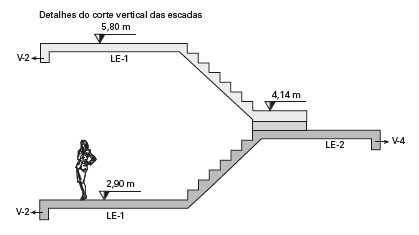 Detalhes do corte vertical das escadas
5,80 m
V-2
LE-1
4,14 m
LE-2
V-4
2,90 m
V-2
LE-1